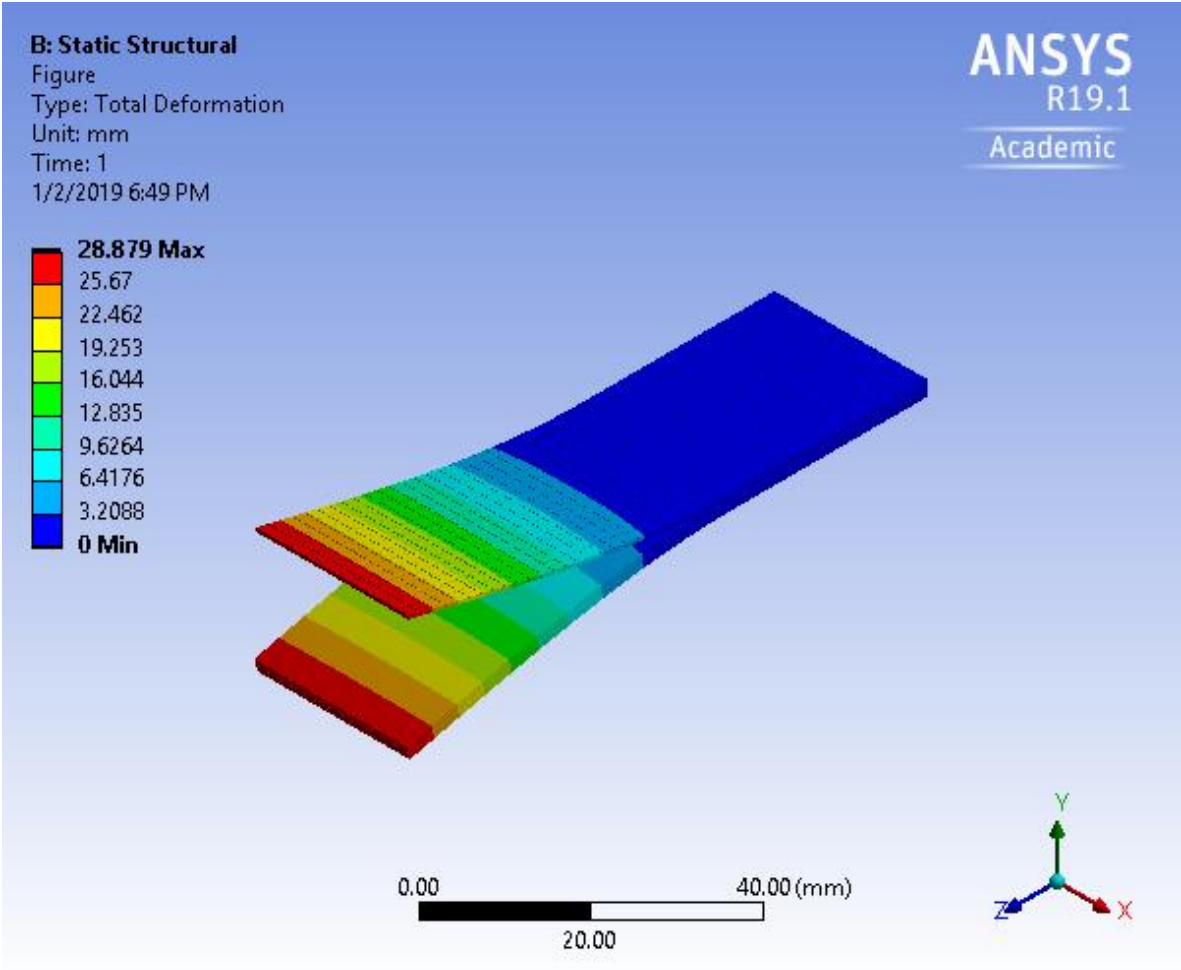 B: Static Structural
Figure
Type: Total Deformation
Unit: mm
Time: 1
1/2/2019 6:49 PM
ANSYS
R19.1
Academic
28.879 Max
25.67
22.462
19.253
16.044
12.835
9.6264
6.4176
3.2088
0 Min
0.00 40.00 (mm)
20.00
Y
Z X